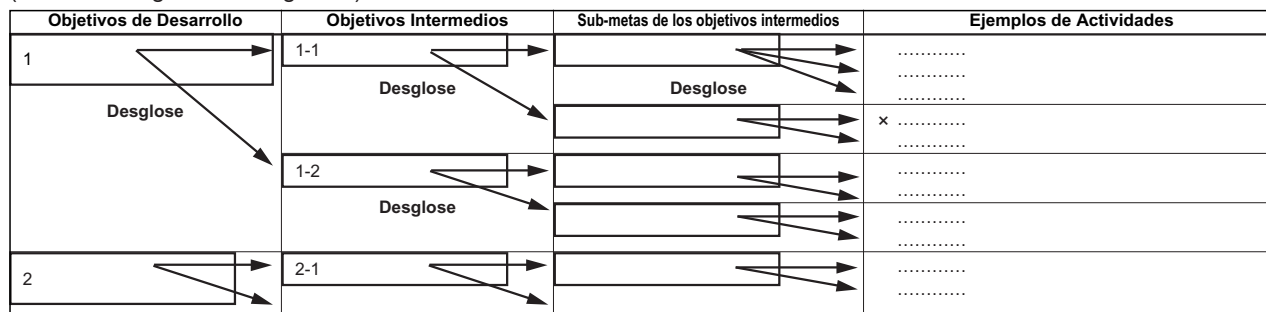 Objetivos de Desarrollo Objetivos Intermedios Sub-metas de los objetivos intermedios Ejemplos de Actividades
1 1-1 …………
…………
Desglose Desglose …………
Desglose
× …………
…………
1-2 …………
…………
Desglose …………
…………
2 2-1 …………
…………